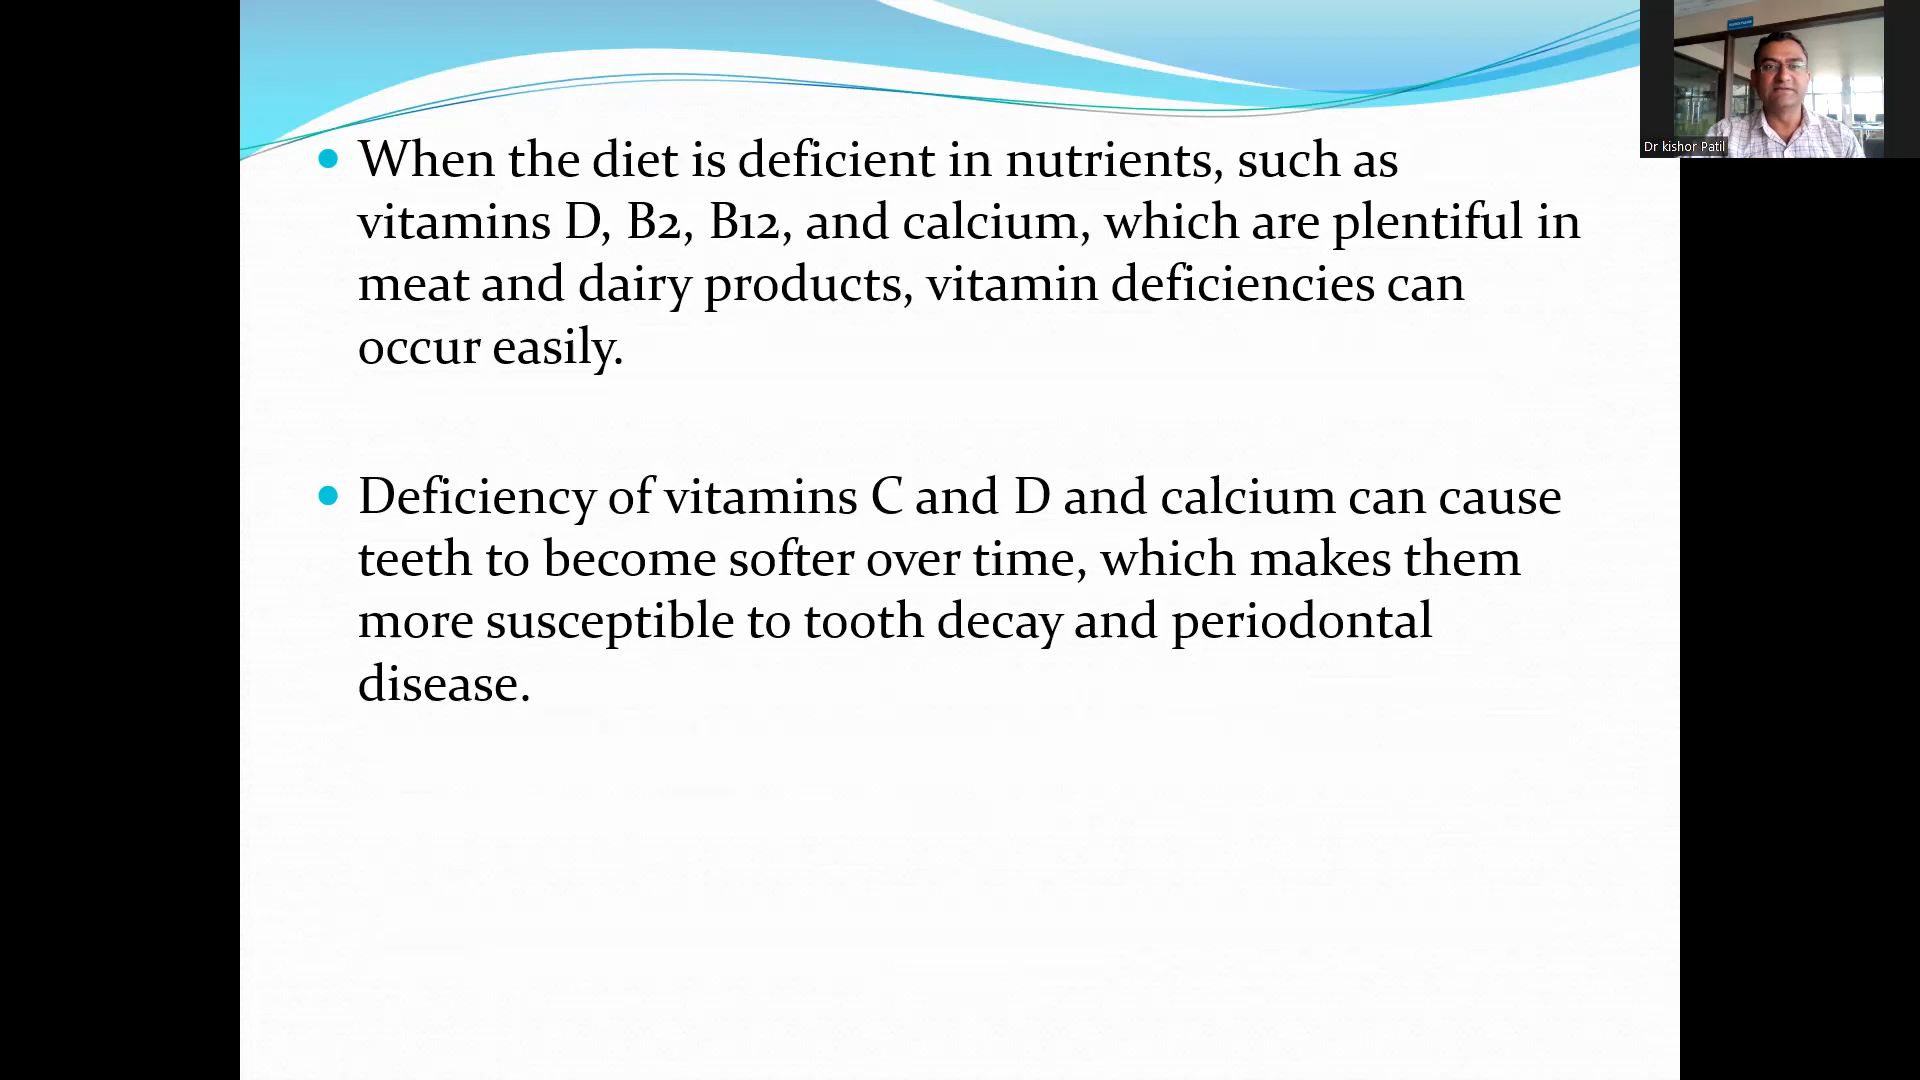 When the diet is deficient in nutrients, such as
vitamins D, B2, B12, and calcium, which are plentiful in
meat and dairy products, vitamin deficiencies can
occur easily.
Deficiency of vitamins C and D and calcium can cause
teeth to become softer over time, which makes them
more susceptible to tooth decay and periodontal
disease.
Dr kishor Patil